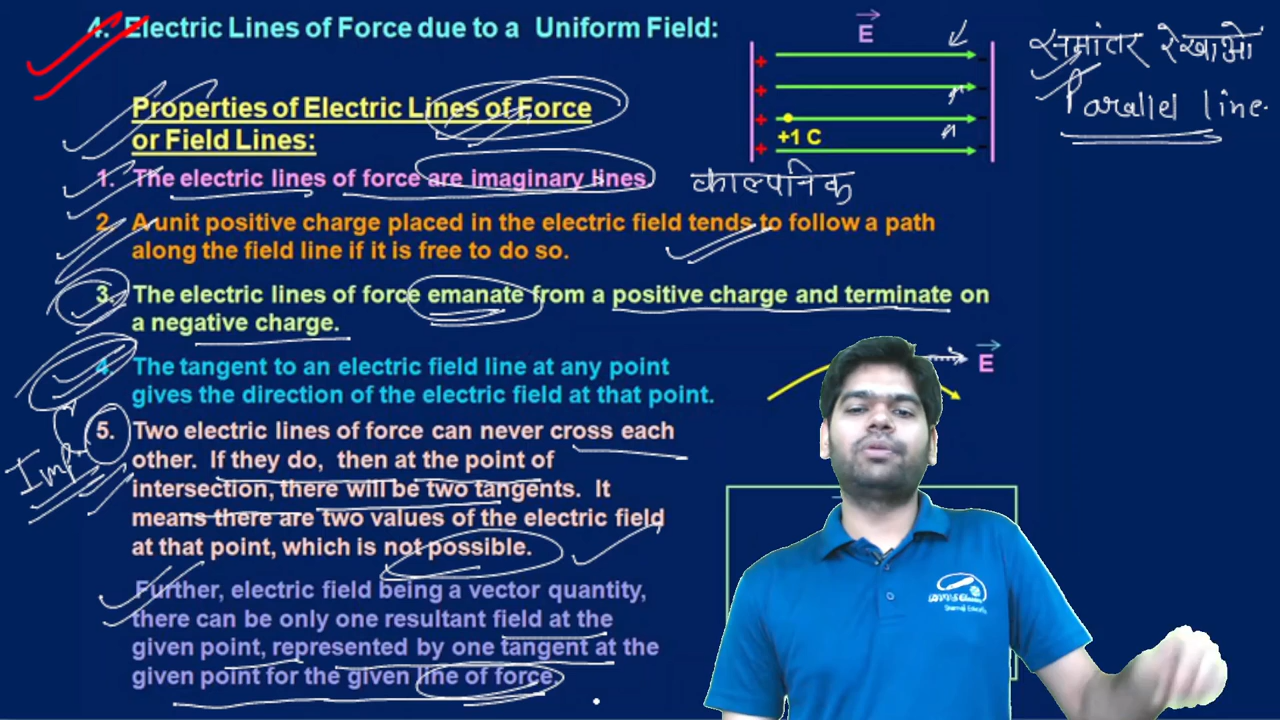 4. Electric Lines of Force due to a Uniform Field:
E
समांतर रेखाओं
Parallel line.
+ -
+ -
+ -
+1 C
+ -
Properties of Electric Lines of Force
or Field Lines:
1. The electric lines of force are imaginary lines.
काल्पनिक
2. A unit positive charge placed in the electric field tends to follow a path
along the field line if it is free to do so.
3. The electric lines of force emanate from a positive charge and terminate on
a negative charge.
4. The tangent to an electric field line at any point
gives the direction of the electric field at that point.
E
Imp.
5. Two electric lines of force can never cross each
other. If they do, then at the point of
intersection, there will be two tangents. It
means there are two values of the electric field
at that point, which is not possible.
Further, electric field being a vector quantity,
there can be only one resultant field at the
given point, represented by one tangent at the
given point for the given line of force.